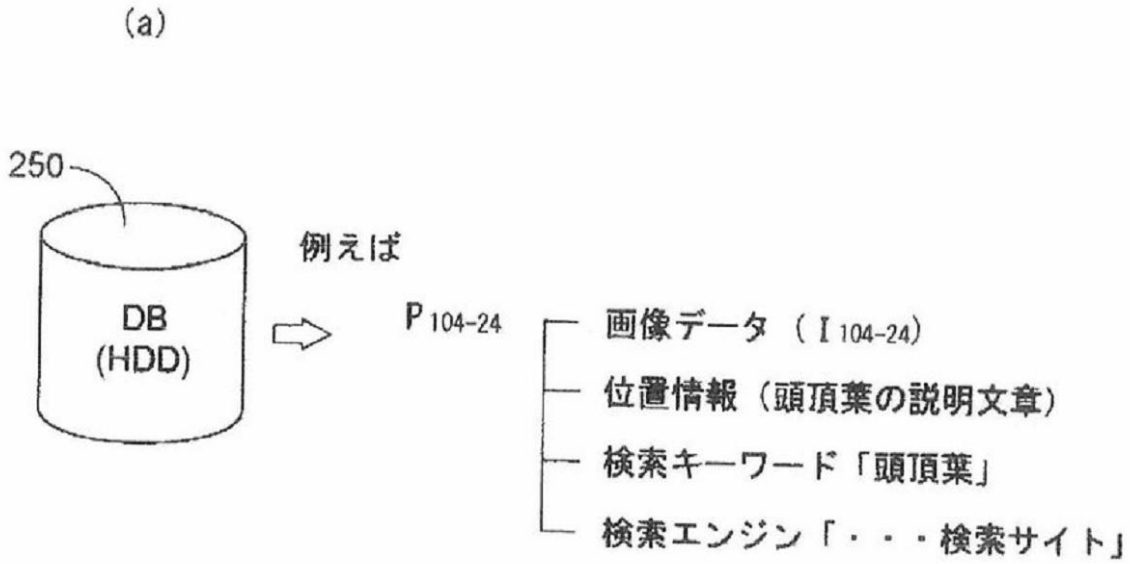 (a)
250
DB
(HDD)
例えば
P104-24
画像データ（I104-24）
位置情報（頭頂葉の説明文章）
検索キーワード「頭頂葉」
検索エンジン「・・・検索サイト」